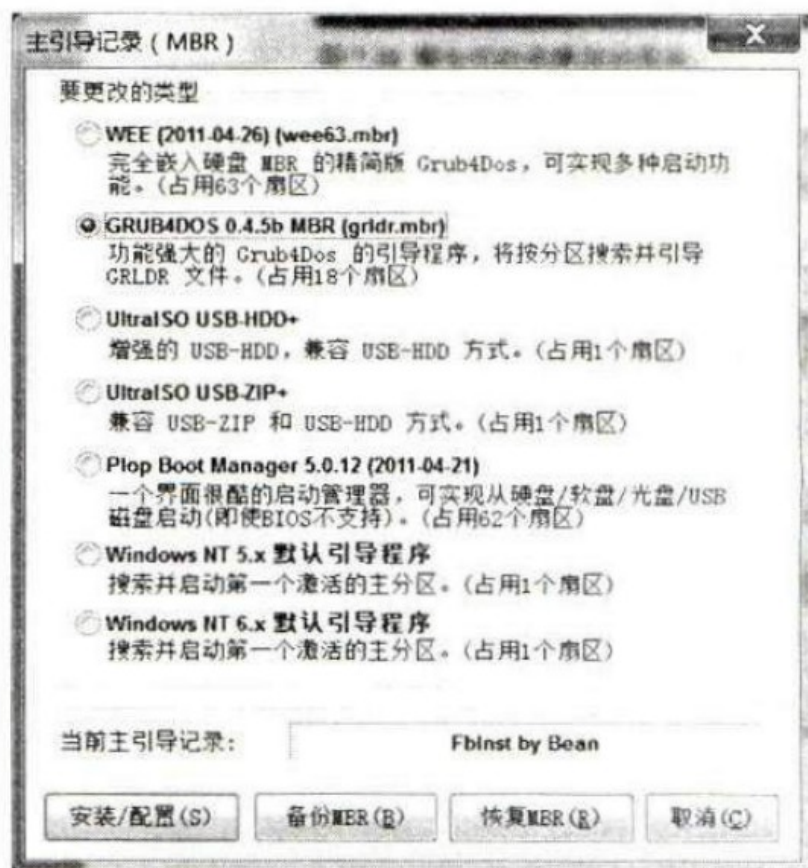 主引导记录（MBR）
要更改的类型
WEE (2011-04-26) (wee63.mbr)
完全嵌入硬盘 MBR 的精简版 Grub4Dos，可实现多种启动功
能。(占用63个扇区)
GRUB4DOS 0.4.5b MBR (grldr.mbr)
功能强大的 Grub4Dos 的引导程序，将按分区搜索并引导
GRLDR 文件。(占用18个扇区)
UltraISO USB-HDD+
增强的 USB-HDD，兼容 USB-HDD 方式。(占用1个扇区)
UltraISO USB-ZIP+
兼容 USB-ZIP 和 USB-HDD 方式。(占用1个扇区)
Plop Boot Manager 5.0.12 (2011-04-21)
一个界面很酷的启动管理器，可实现从硬盘/软盘/光盘/USB
磁盘启动(即使BIOS不支持)。(占用62个扇区)
Windows NT 5.x 默认引导程序
搜索并启动第一个激活的主分区。(占用1个扇区)
Windows NT 6.x 默认引导程序
搜索并启动第一个激活的主分区。(占用1个扇区)
当前主引导记录: Fbinst by Bean
安装/配置(S) 备份MBR(B) 恢复MBR(R) 取消(C)